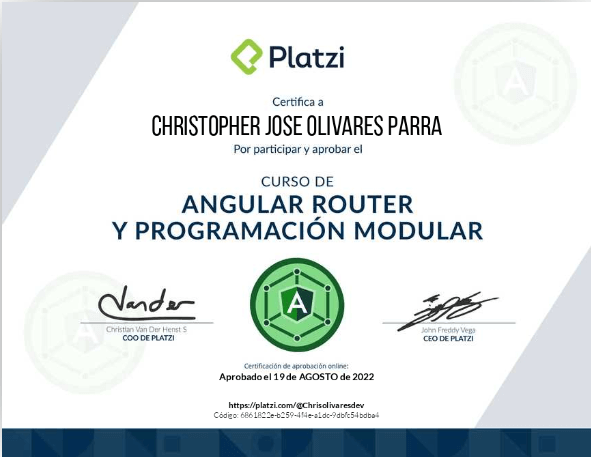 Platzi
Certifica a
CHRISTOPHER JOSE OLIVARES PARRA
Por participar y aprobar el
CURSO DE
ANGULAR ROUTER
Y PROGRAMACIÓN MODULAR
A
A
A
Christian Van Der Henst S
COO DE PLATZI
John Freddy Vega
CEO DE PLATZI
Certificación de aprobación online:
Aprobado el 19 de AGOSTO de 2022
https://platzi.com/@Chrisolivaresdev
Código: 6861822e-b259-4f4e-a1dc-9dbfc54bdba4